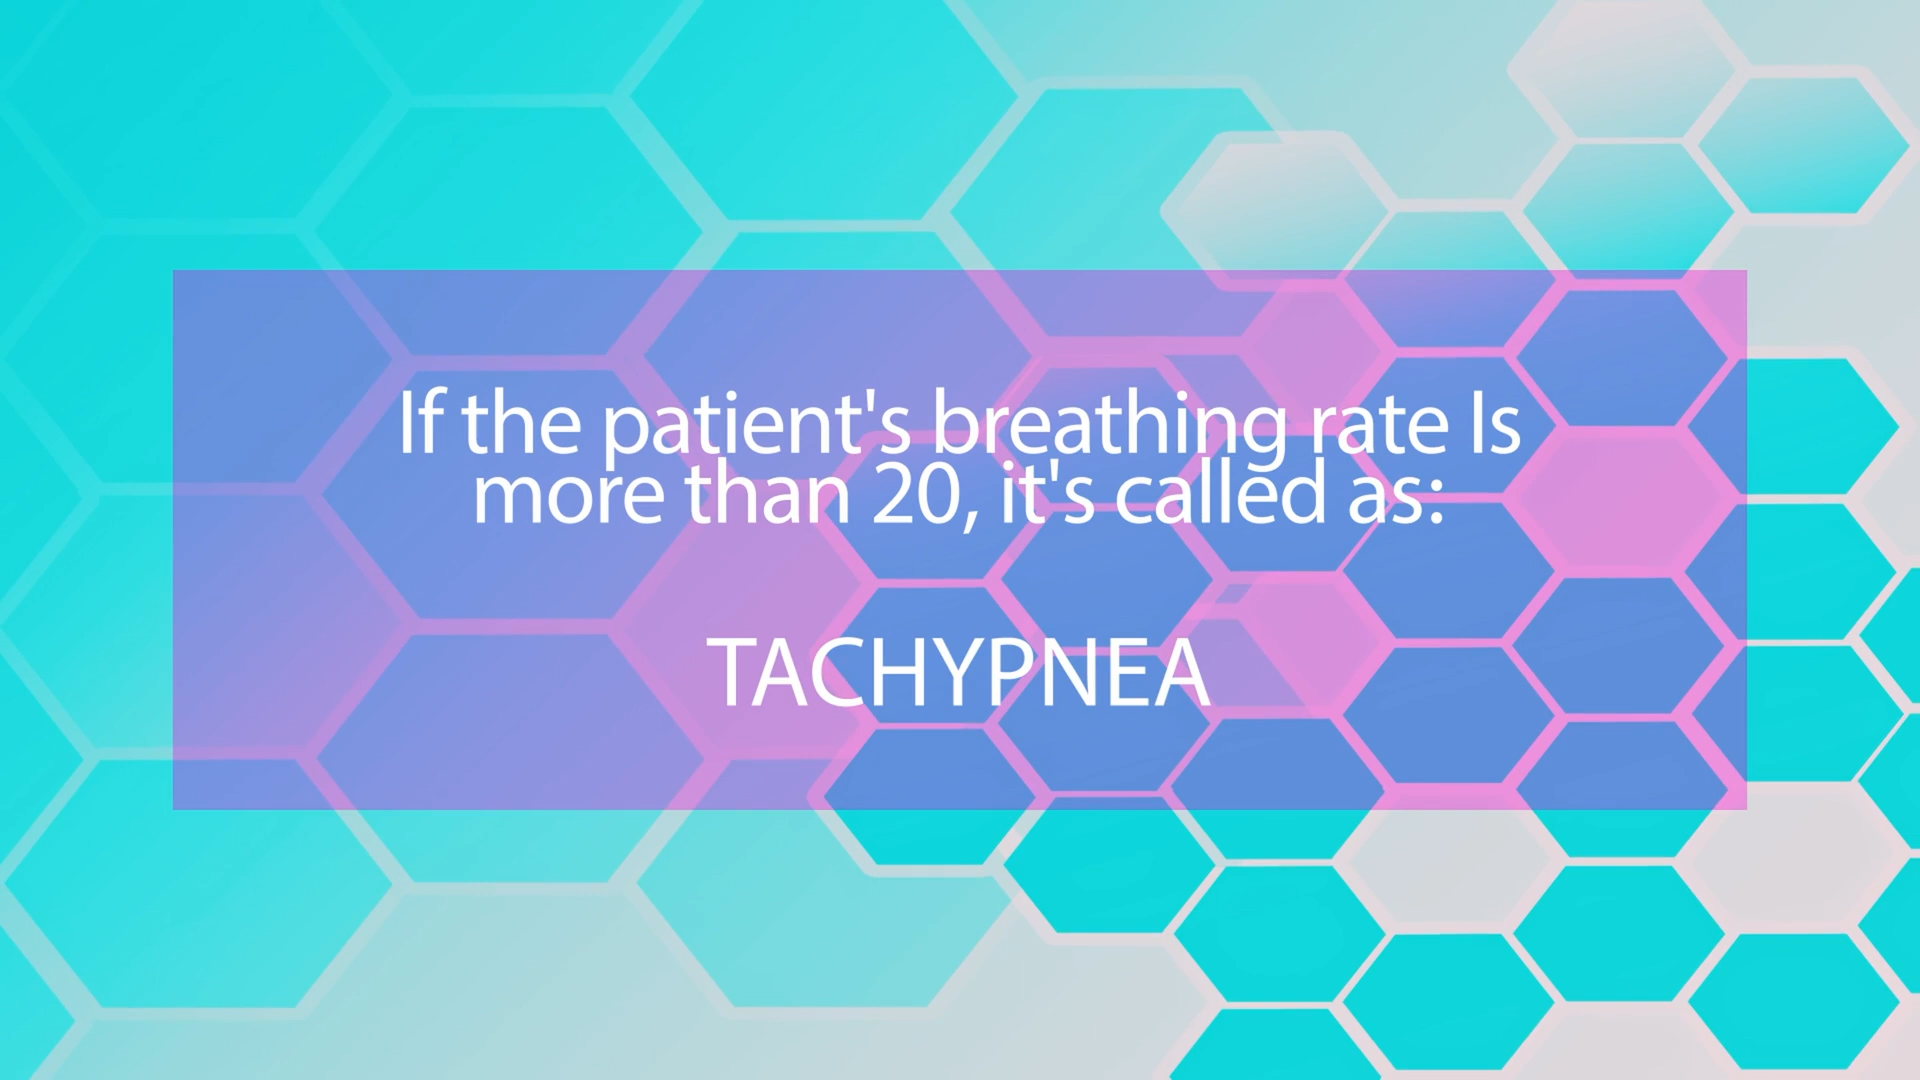 If the patient's breathing rate Is
more than 20, it's called as:
TACHYPNEA